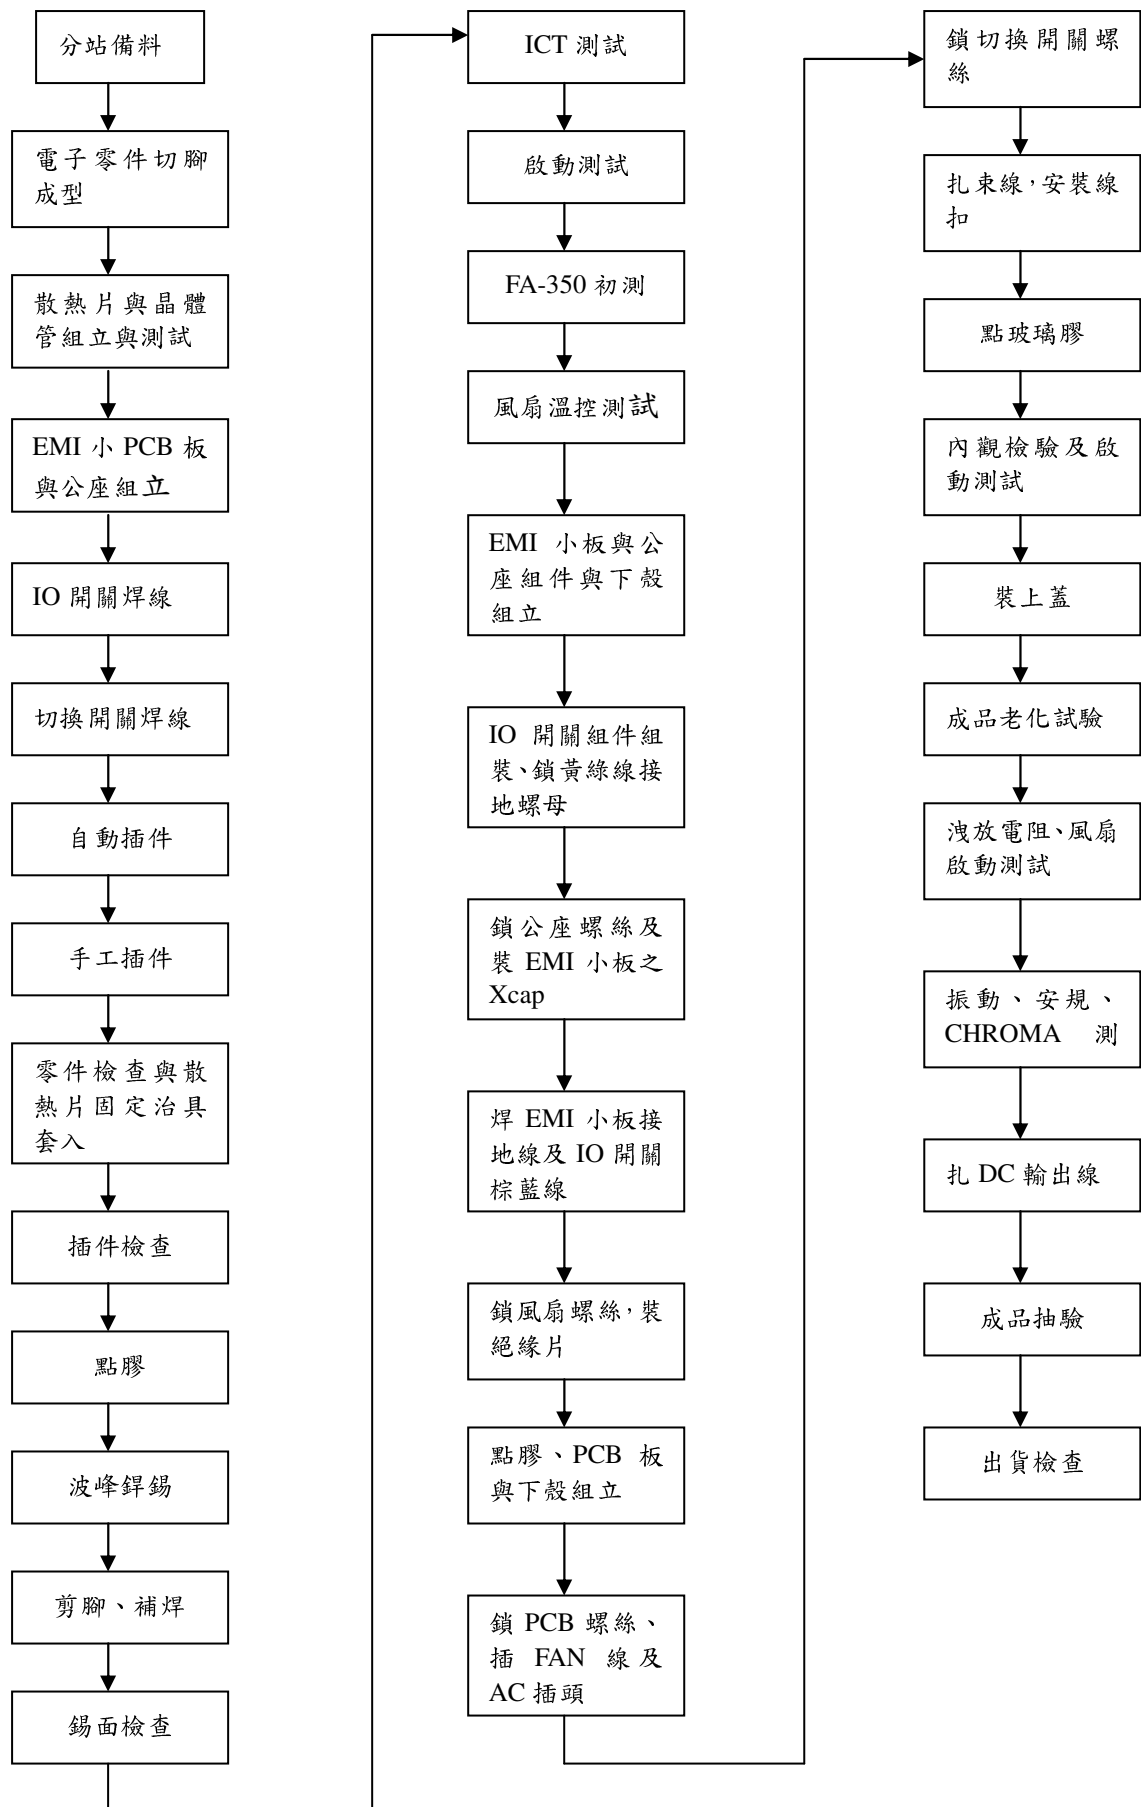 分站備料
電子零件切腳
成型
散熱片與晶體
管組立與測試
EMI 小 PCB 板
與公座組立
IO 開關焊線
切換開關焊線
自動插件
手工插件
零件檢查與散
熱片固定治具
套入
插件檢查
點膠
波峰銲錫
剪腳、補焊
錫面檢查
ICT 測試
啟動測試
FA-350 初測
風扇溫控測試
EMI 小板與公
座組件與下殼
組立
IO 開關組件組
裝、鎖黃綠線接
地螺母
鎖公座螺絲及
裝 EMI 小板之
Xcap
焊 EMI 小板接
地線及 IO 開關
棕藍線
鎖風扇螺絲，裝
絕緣片
點膠、PCB 板
與下殼組立
鎖 PCB 螺絲、
插 FAN 線及
AC 插頭
鎖切換開關螺
絲
扎束線，安裝線
扣
點玻璃膠
內觀檢驗及啟
動測試
裝上蓋
成品老化試驗
洩放電阻、風扇
啟動測試
振動、安規、
CHROMA 測
扎 DC 輸出線
成品抽驗
出貨檢查